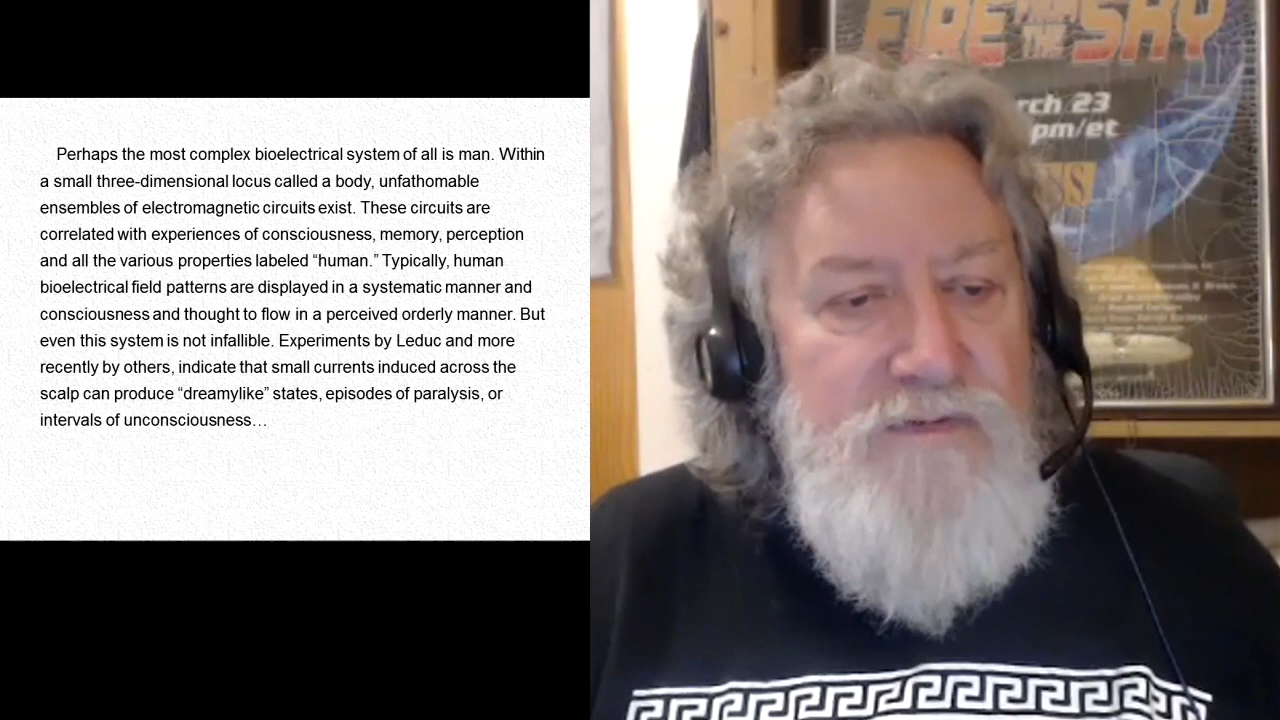 Perhaps the most complex bioelectrical system of all is man. Within
a small three-dimensional locus called a body, unfathomable
ensembles of electromagnetic circuits exist. These circuits are
correlated with experiences of consciousness, memory, perception
and all the various properties labeled “human.” Typically, human
bioelectrical field patterns are displayed in a systematic manner and
consciousness and thought to flow in a perceived orderly manner. But
even this system is not infallible. Experiments by Leduc and more
recently by others, indicate that small currents induced across the
scalp can produce “dreamylike” states, episodes of paralysis, or
intervals of unconsciousness…
FIRE
THE
SKY
rch 23
pm/et